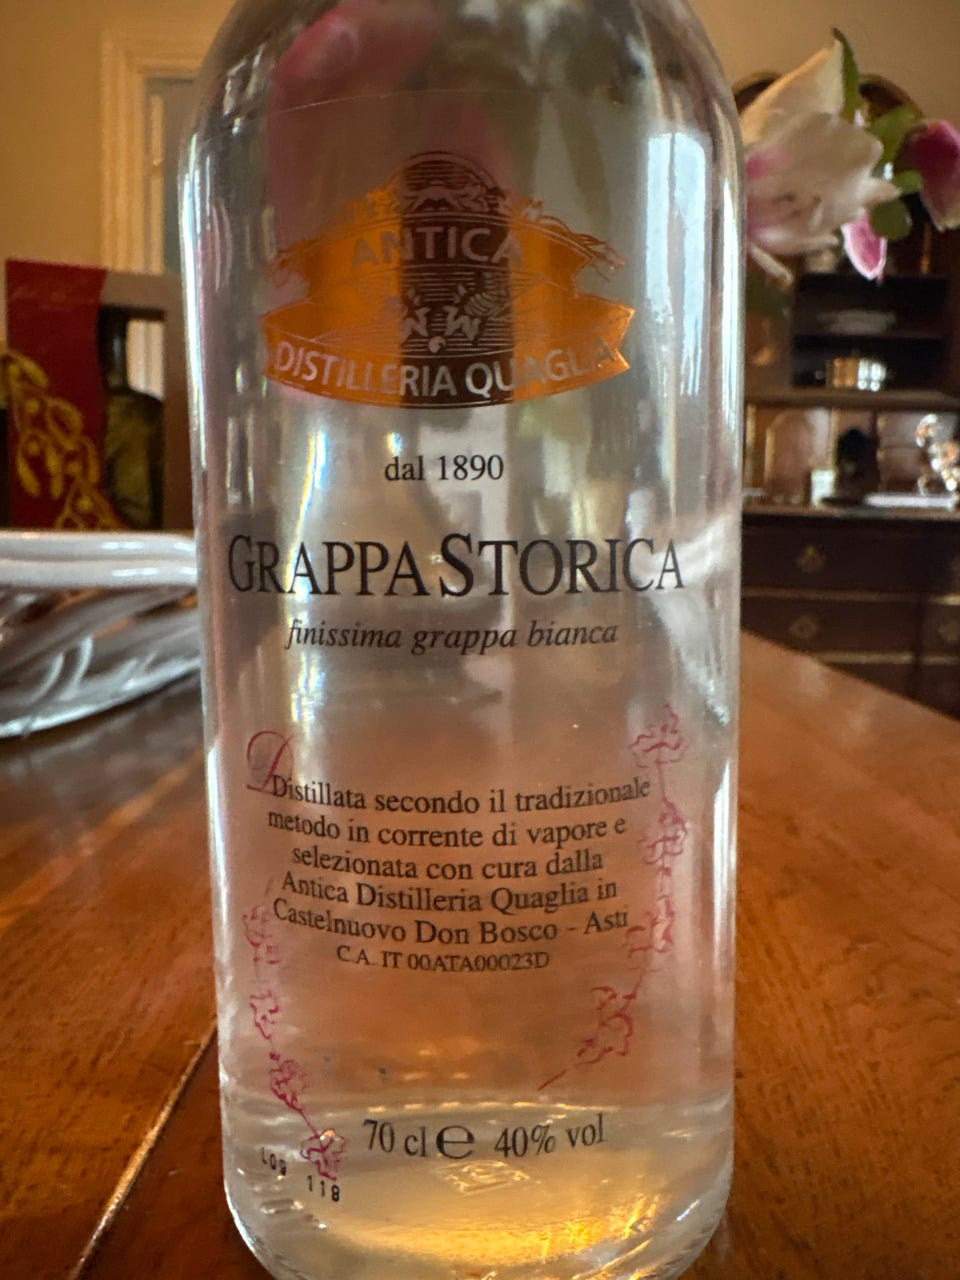 ANTICA
DISTILLERIA QUAGLIA
dal 1890
GRAPPA STORICA
finissima grappa bianca
Distillata secondo il tradizionale
metodo in corrente di vapore e
selezionata con cura dalla
Antica Distilleria Quaglia in
Castelnuovo Don Bosco - Asti
C.A. IT 00ATA00023D
70 cl ℮ 40% vol
L09 118